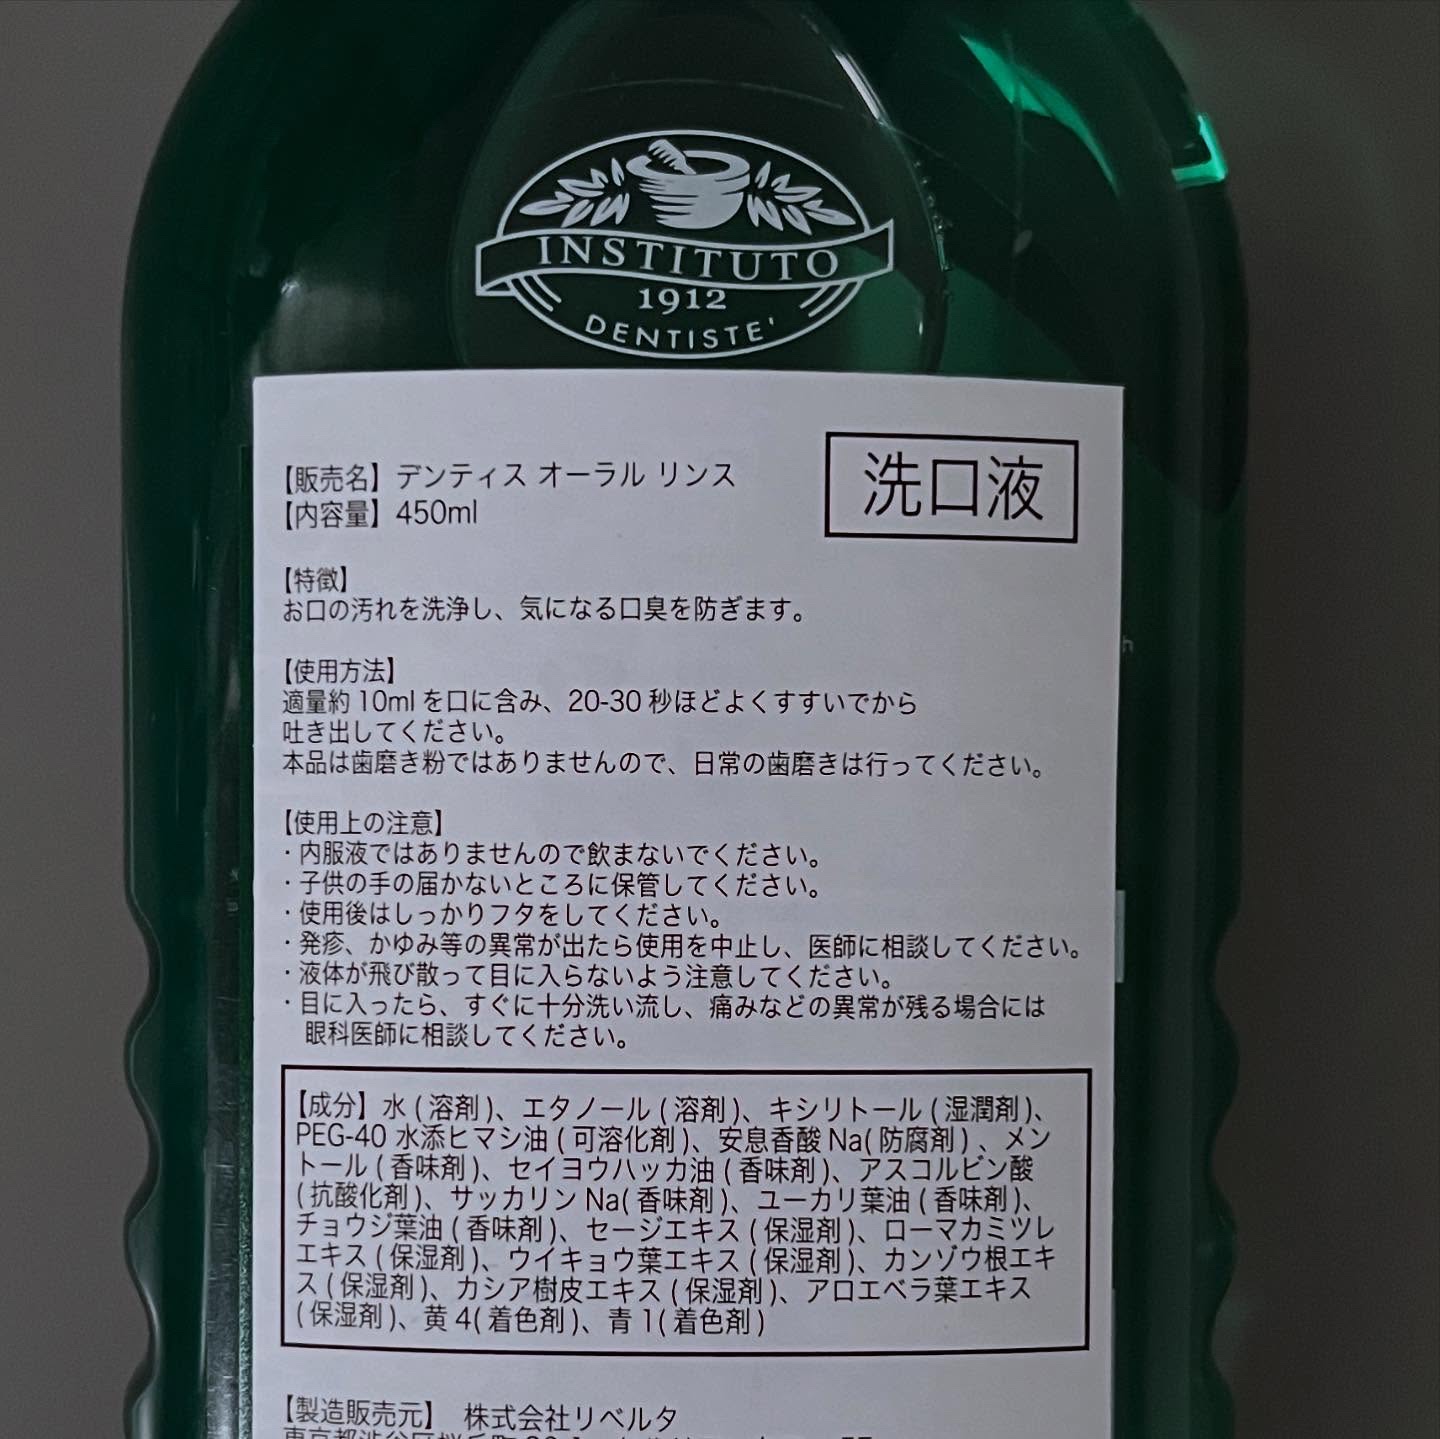 INSTITUTO
1912
DENTISTE'
【販売名】デンティス オーラル リンス
【内容量】450ml
洗口液
【特徴】
お口の汚れを洗浄し、気になる口臭を防ぎます。
【使用方法】
適量約10mlを口に含み、20-30秒ほどよくすすいでから
吐き出してください。
本品は歯磨き粉ではありませんので、日常の歯磨きは行ってください。
【使用上の注意】
・内服液ではありませんので飲まないでください。
・子供の手の届かないところに保管してください。
・使用後はしっかりフタをしてください。
・発疹、かゆみ等の異常が出たら使用を中止し、医師に相談してください。
・液体が飛び散って目に入らないよう注意してください。
・目に入ったら、すぐに十分洗い流し、痛みなどの異常が残る場合には
眼科医師に相談してください。
【成分】水(溶剤)、エタノール(溶剤)、キシリトール(湿潤剤)、
PEG-40水添ヒマシ油(可溶化剤)、安息香酸Na(防腐剤)、メン
トール(香味剤)、セイヨウハッカ油(香味剤)、アスコルビン酸
(抗酸化剤)、サッカリンNa(香味剤)、ユーカリ葉油(香味剤)、
チョウジ葉油(香味剤)、セージエキス(保湿剤)、ローマカミツレ
エキス(保湿剤)、ウイキョウ葉エキス(保湿剤)、カンゾウ根エキ
ス(保湿剤)、カシア樹皮エキス(保湿剤)、アロエベラ葉エキス
(保湿剤)、黄4(着色剤)、青1(着色剤)
【製造販売元】 株式会社リベルタ